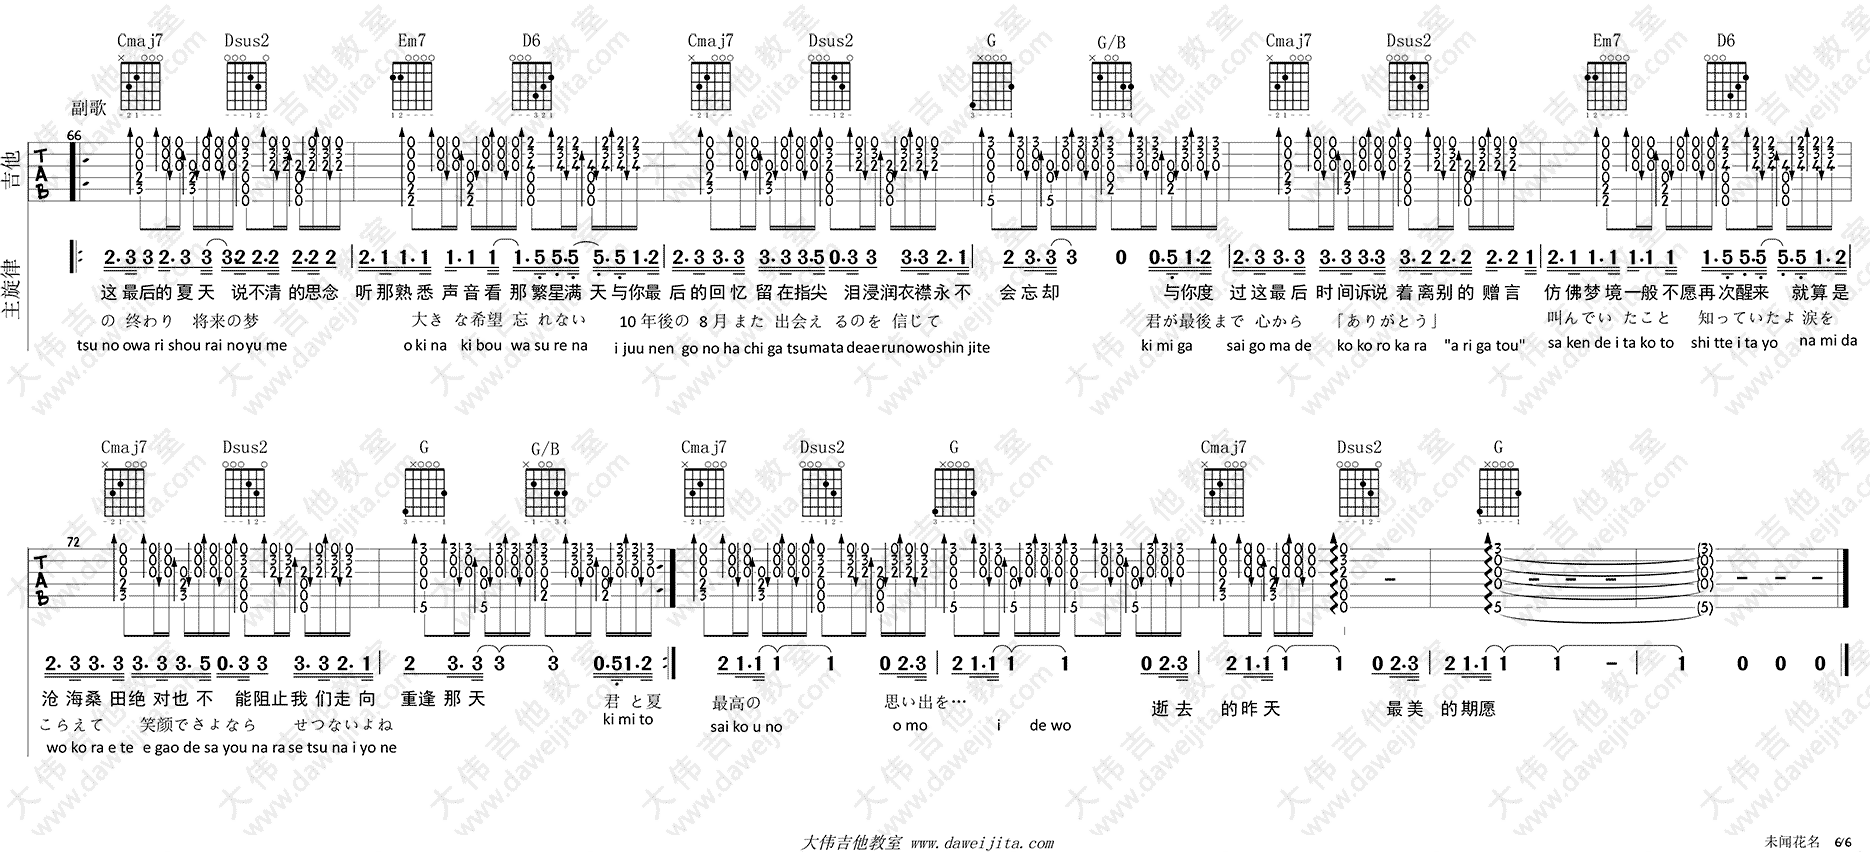 Cmaj7 Dsus2 Em7 D6 Cmaj7 Dsus2 G G/B Cmaj7 Dsus2 Em7 D6
副歌
66
吉他
TAB
主旋律
2·3 3 2·3 3 3·2 2·2 2·2 2 2·1 1·1 1·1 1 1·5 5·5 5·5 1·2 2·3 3·3 3·3 3·5 0·3 3 3·3 2·1 2 3·3 3 0 0·5 1·2 2·3 3·3 3·3 3·3 2·1 2 2·2 1 2·1 1·1 1·1 1 1·5 5·5 5·5 1·2
这最后的夏天 说不清的思念 听那熟悉 声音看 那繁星满 天与你最 后的回忆 留在指尖 泪浸润衣襟永不 会忘却 与你度 过这最后 时间诉说 着离别的 赠言 仿佛梦境一般 不愿再次醒来 就算是
の 終わり 将来の夢 大き な希望 忘 れない 10年後の8月また 出会え るのを 信じて 君が最後まで 心から 「ありがとう」 叫んでい たこと 知っていたよ 涙を
tsu no owa ri shou rai no yu me o ki na ki bou wa su re na i juu nen go no ha chi ga tsu mata deaerunowoshin jite ki mi ga sai go ma de ko ko ro ka ra "a ri ga tou" sa ken de i ta ko to shi tte i ta yo na mi da
Cmaj7 Dsus2 G G/B Cmaj7 Dsus2 G Cmaj7 Dsus2 G
72
TAB
2·3 3·3 3·3 3·5 0·3 3 3·3 2·1 2 3·3 3 3 0·5 1·2 2 1·1 1 1 0 2·3 2 1·1 1 1 0 2·3 2·1 1 1 1 0 2·3 2·1 1 1 1 – 1 0 0 0
沧海桑田绝对也不 能阻止我们走向 重逢那天 君 と夏 最高の 思い出を… 逝去 的昨天 最美 的期愿
こらえて 笑顔でさよなら せつないよね
wo ko ra e te e gao de sa you na ra se tsu na i yo ne ki mi to sai ko u no o mo i de wo
大伟吉他教室 www.daweijita.com
未闻花名 6/6